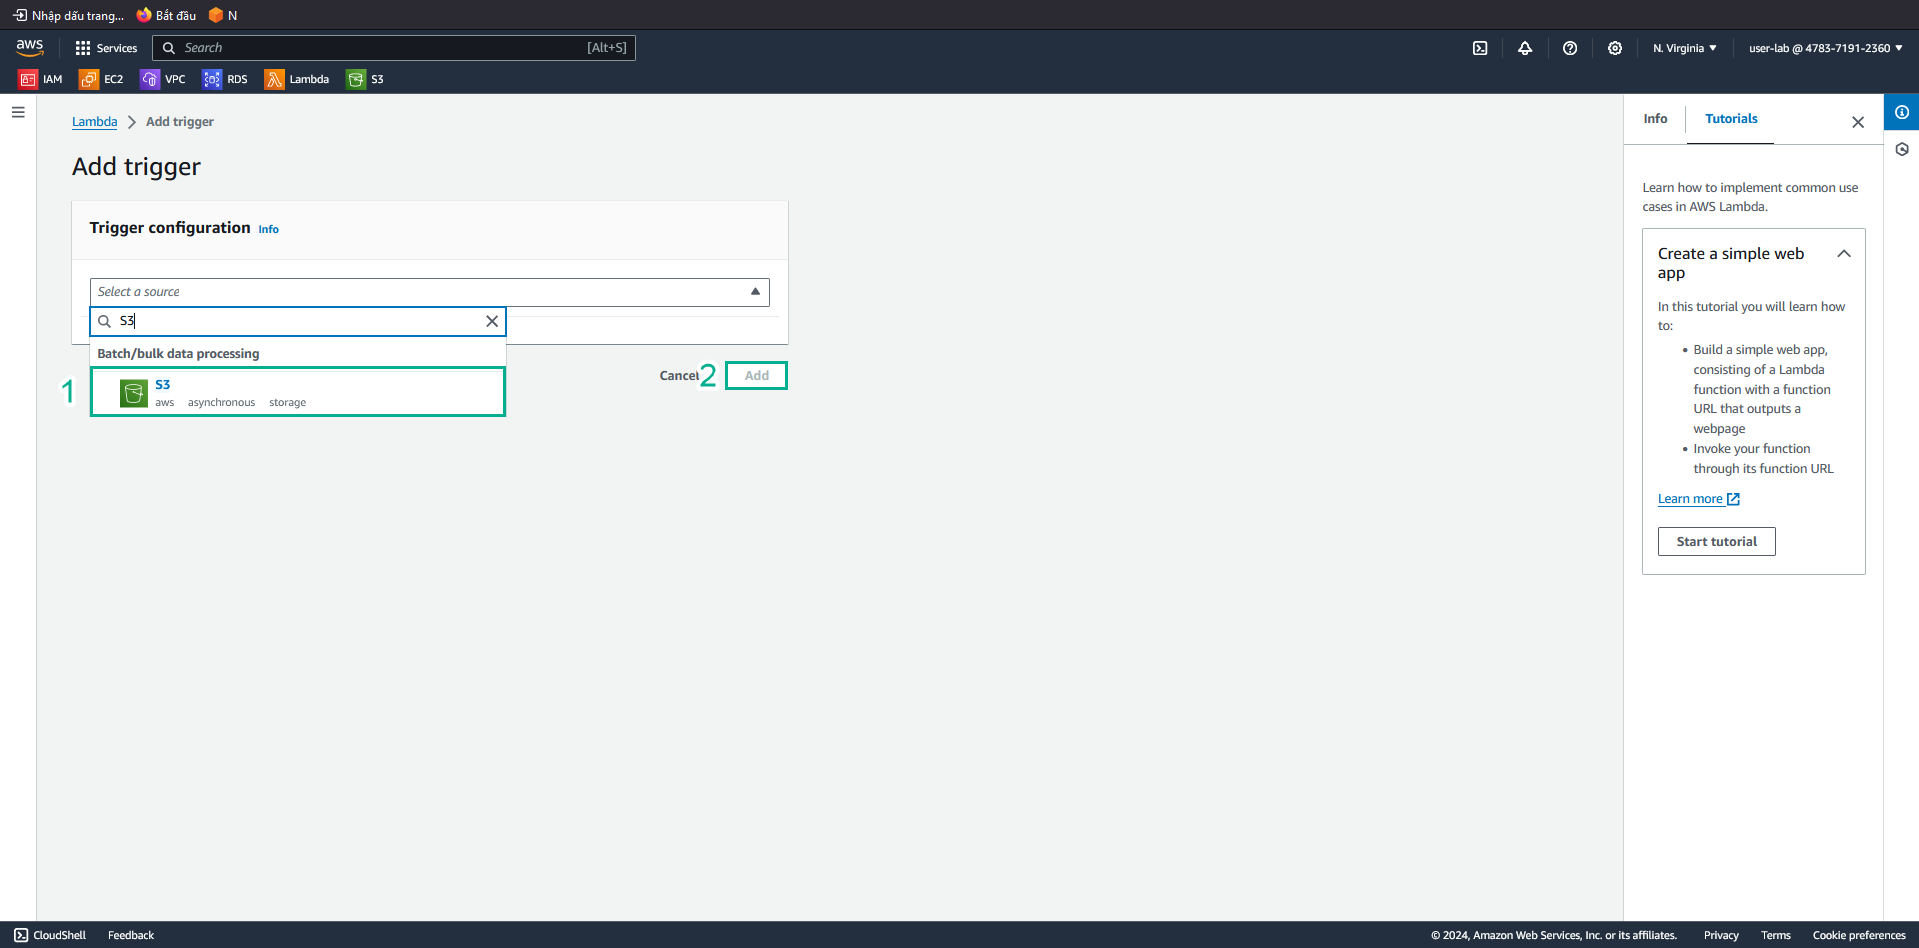 Nhập dấu trang...
Bắt đầu
N
aws
Services
Search
[Alt+S]
N. Virginia
user-lab @ 4783-7191-2360
IAM
EC2
VPC
RDS
Lambda
S3
Lambda
Add trigger
Add trigger
Trigger configuration Info
Select a source
S3
Batch/bulk data processing
1
S3
aws asynchronous storage
Cancel
2
Add
Info
Tutorials
Learn how to implement common use
cases in AWS Lambda.
Create a simple web
app
In this tutorial you will learn how
to:
• Build a simple web app,
consisting of a Lambda
function with a function
URL that outputs a
webpage
• Invoke your function
through its function URL
Learn more
Start tutorial
CloudShell
Feedback
© 2024, Amazon Web Services, Inc. or its affiliates.
Privacy
Terms
Cookie preferences